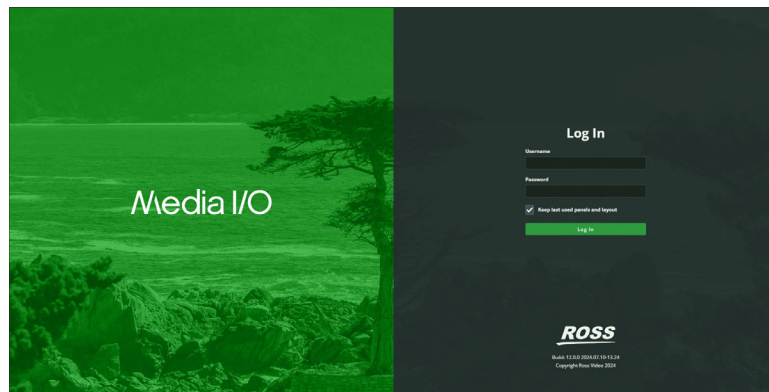 Media I/O
Log In
Username
Password
Keep last used panels and layout
Log In
ROSS
Build: 12.0.0 2024.07.10-13.24
Copyright Ross Video 2024